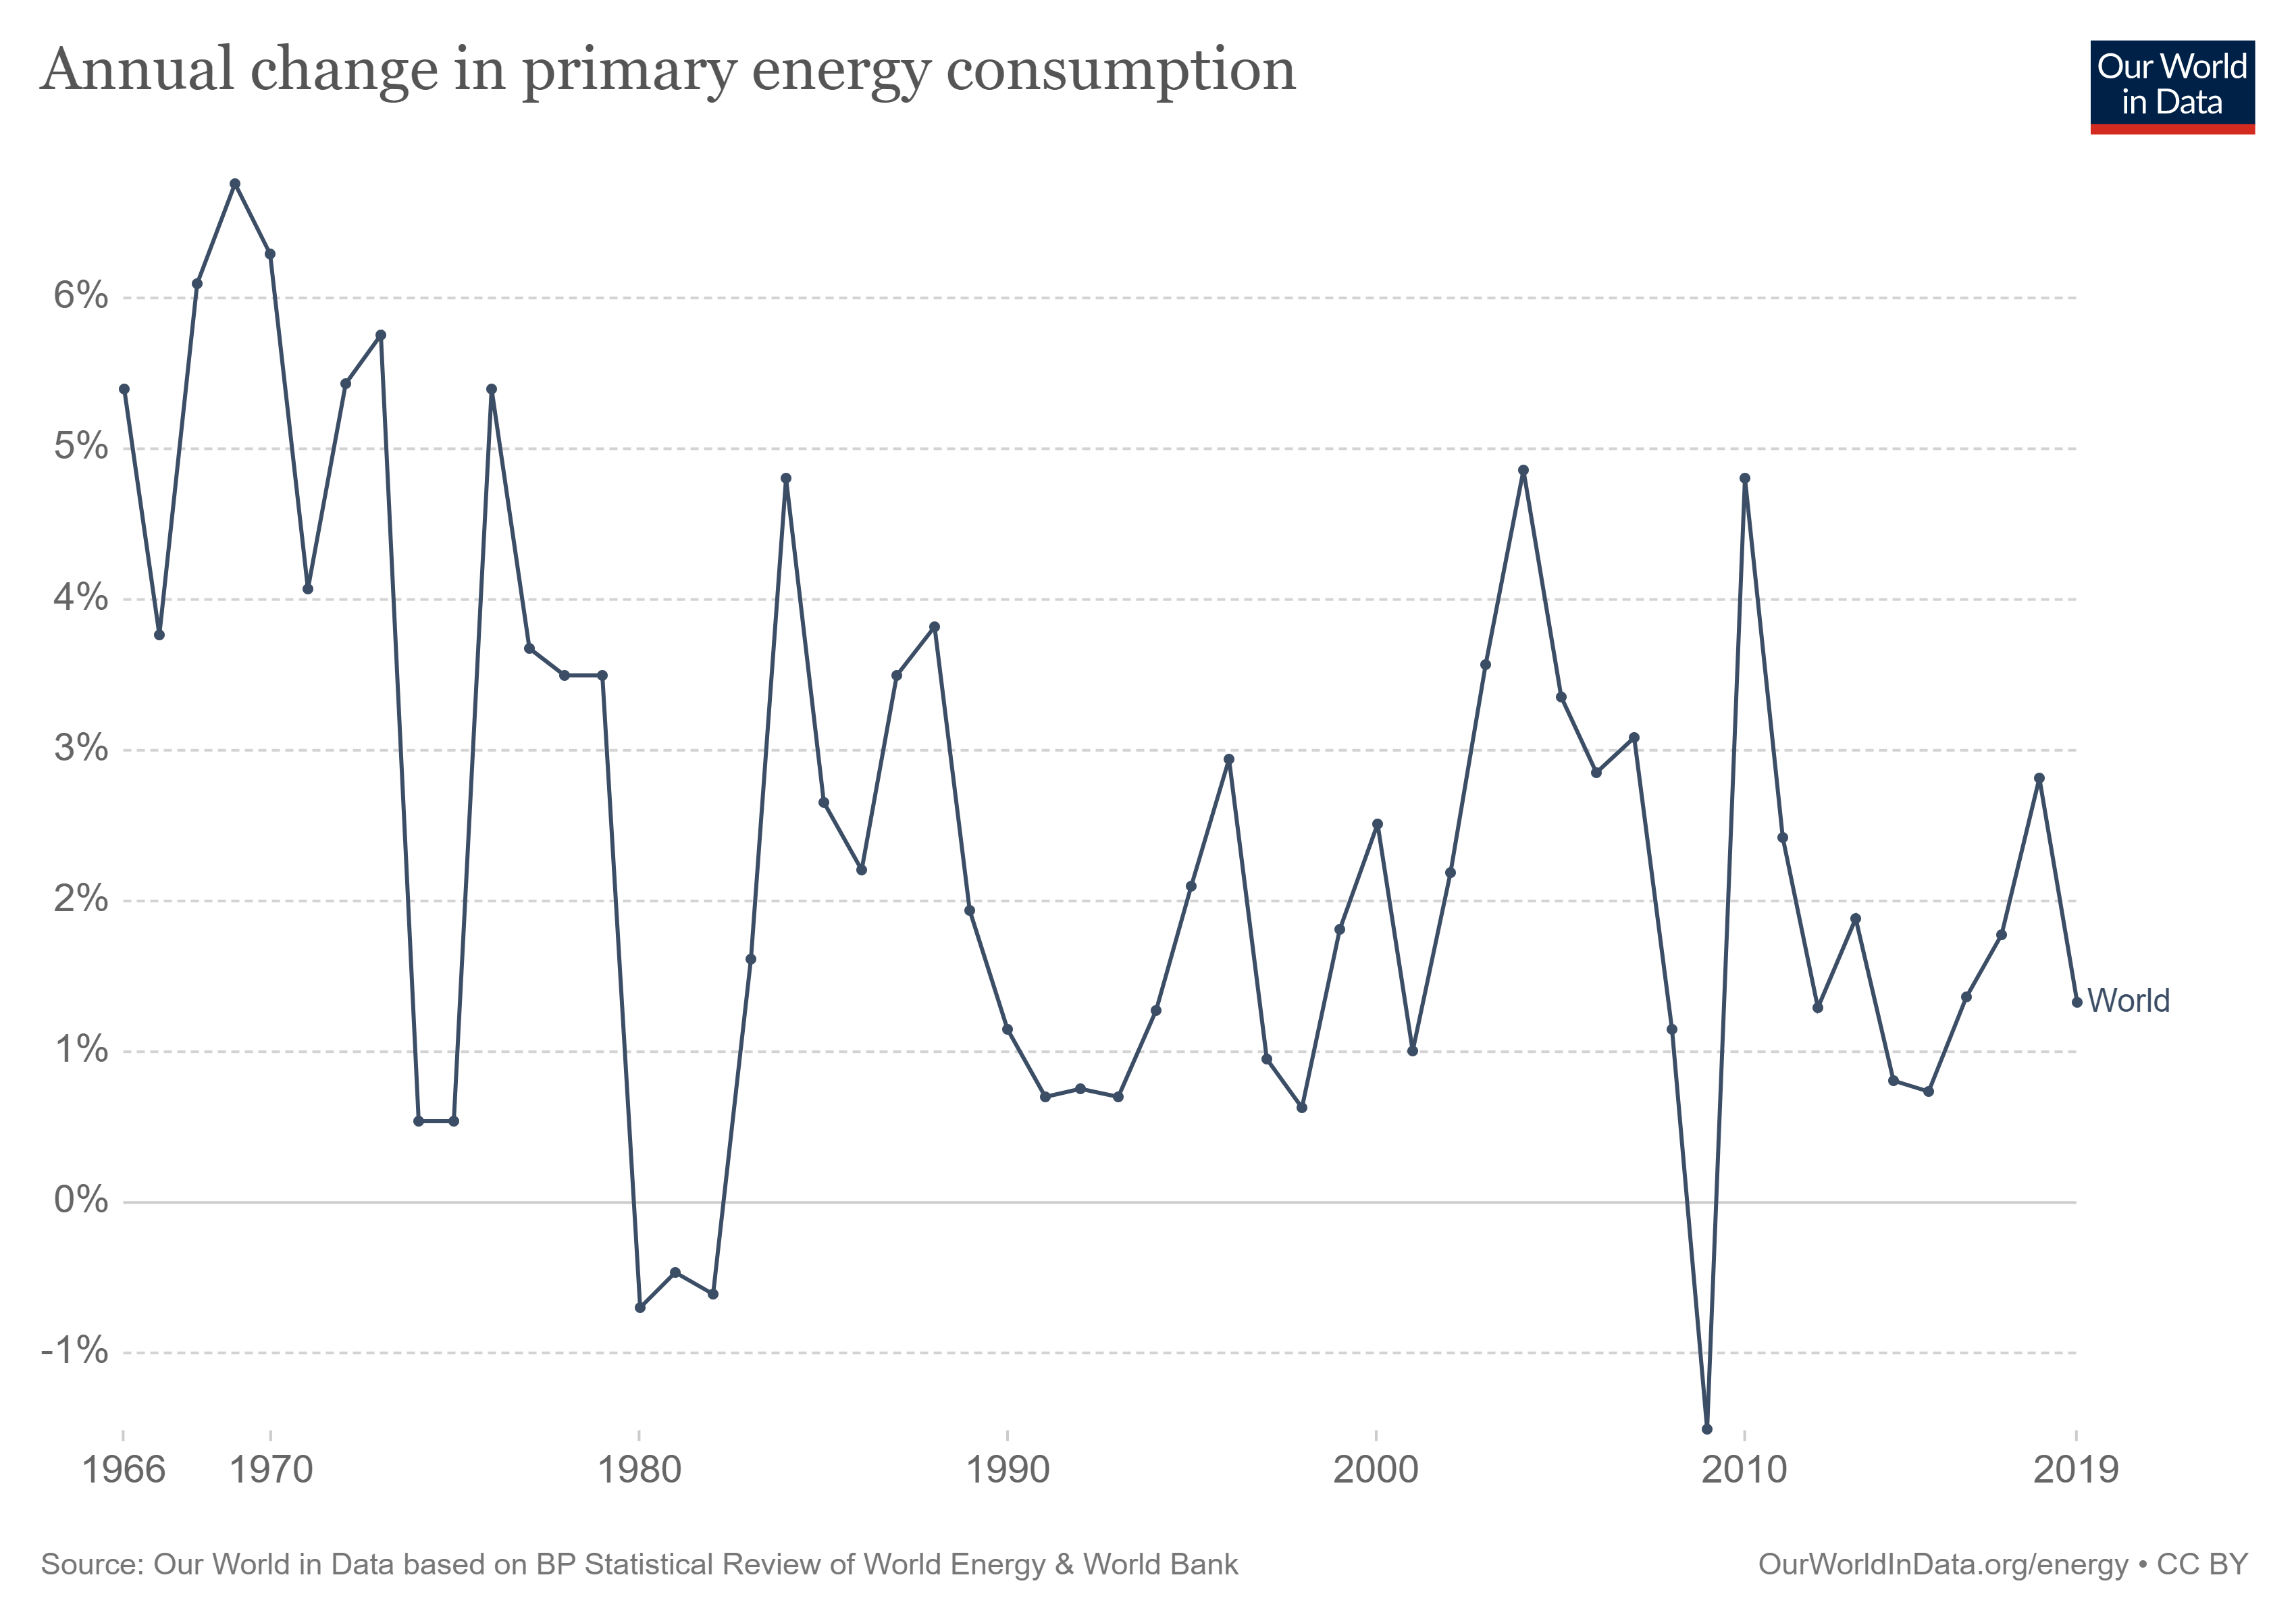 Annual change in primary energy consumption
Our World
in Data
6%
5%
4%
3%
2%
1%
0%
-1%
World
1966 1970 1980 1990 2000 2010 2019
Source: Our World in Data based on BP Statistical Review of World Energy & World Bank
OurWorldInData.org/energy • CC BY